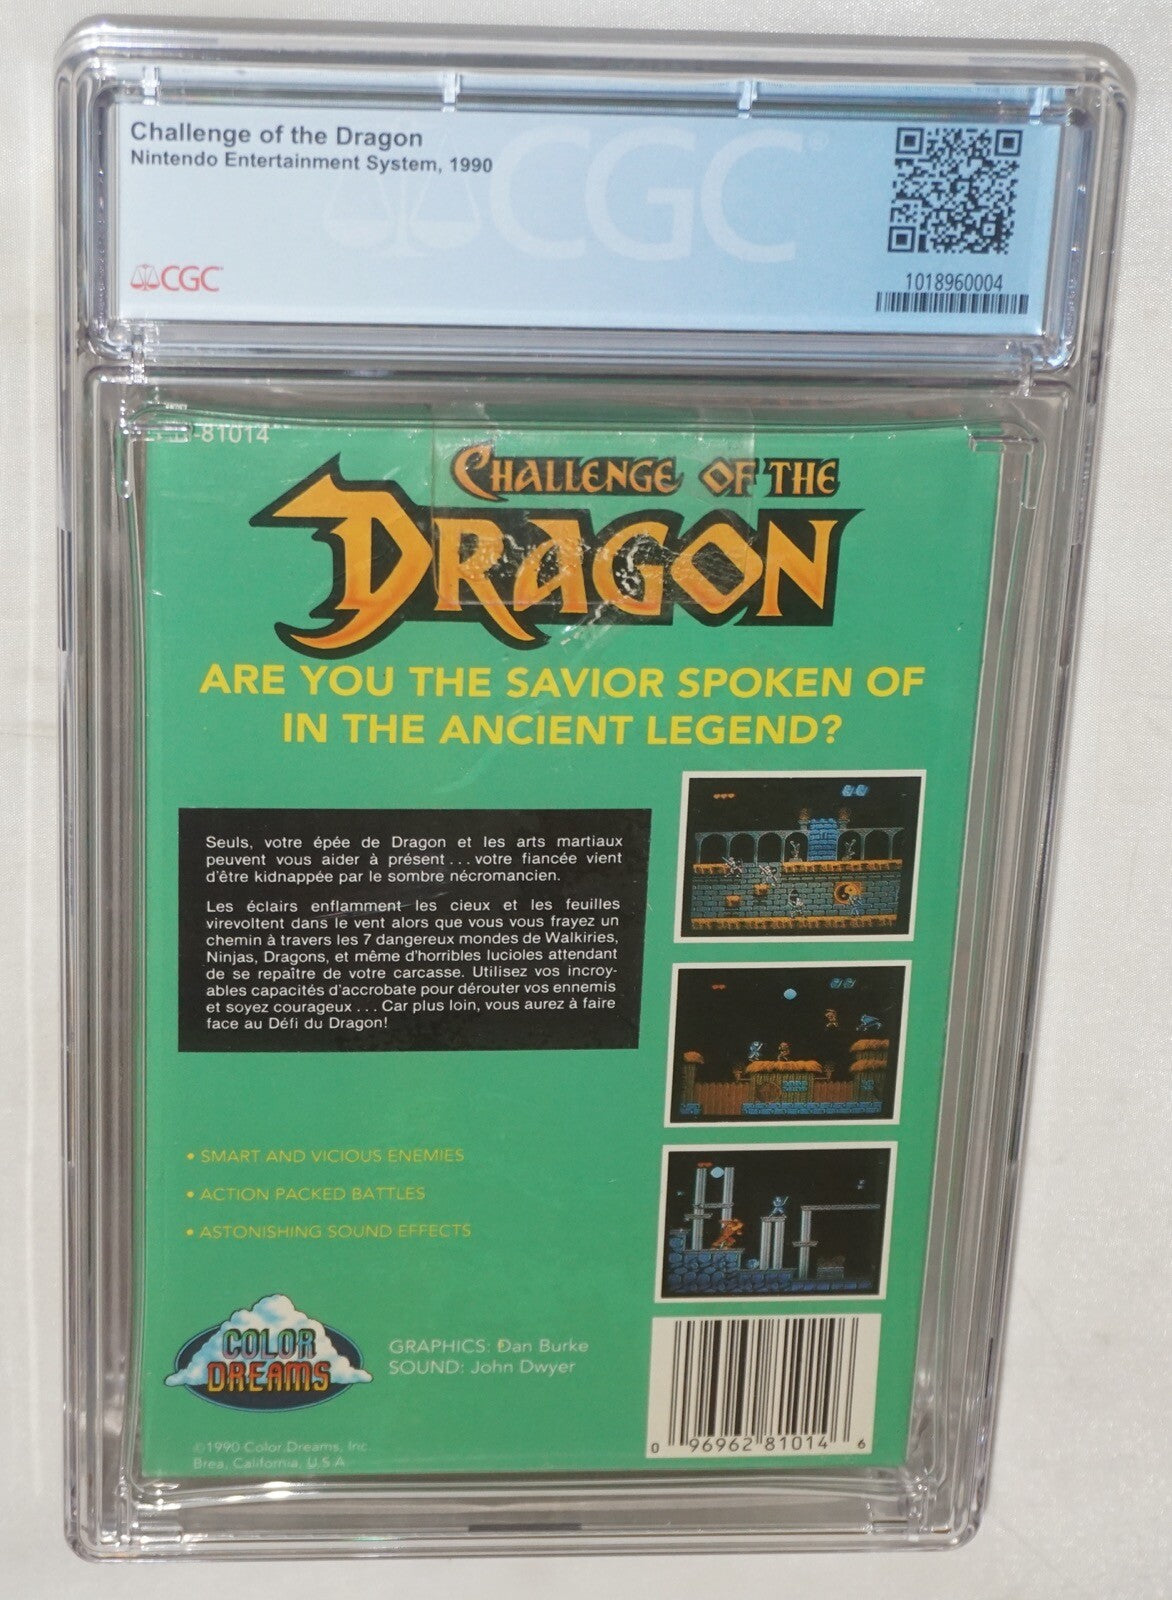 Challenge of the Dragon
Nintendo Entertainment System, 1990
CGC
CGC
1018960004
-81014
CHALLENGE OF THE
DRAGON
ARE YOU THE SAVIOR SPOKEN OF
IN THE ANCIENT LEGEND?
Seuls, votre épée de Dragon et les arts martiaux
peuvent vous aider à présent . . . votre fiancée vient
d'être kidnappée par le sombre nécromancien.
Les éclairs enflamment les cieux et les feuilles
virevoltent dans le vent alors que vous vous frayez un
chemin à travers les 7 dangereux mondes de Walkiries,
Ninjas, Dragons, et même d'horribles lucioles attendant
de se repaître de votre carcasse. Utilisez vos incroy-
ables capacités d'accrobate pour dérouter vos ennemis
et soyez courageux . . . Car plus loin, vous aurez à faire
face au Défi du Dragon!
• SMART AND VICIOUS ENEMIES
• ACTION PACKED BATTLES
• ASTONISHING SOUND EFFECTS
COLOR
DREAMS
GRAPHICS: Dan Burke
SOUND: John Dwyer
©1990 Color Dreams, Inc.
Brea, California, U.S.A.
0 96962 81014 6